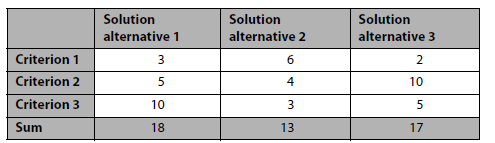 Solution alternative 1 Solution alternative 2 Solution alternative 3
Criterion 1 3 6 2
Criterion 2 5 4 10
Criterion 3 10 3 5
Sum 18 13 17